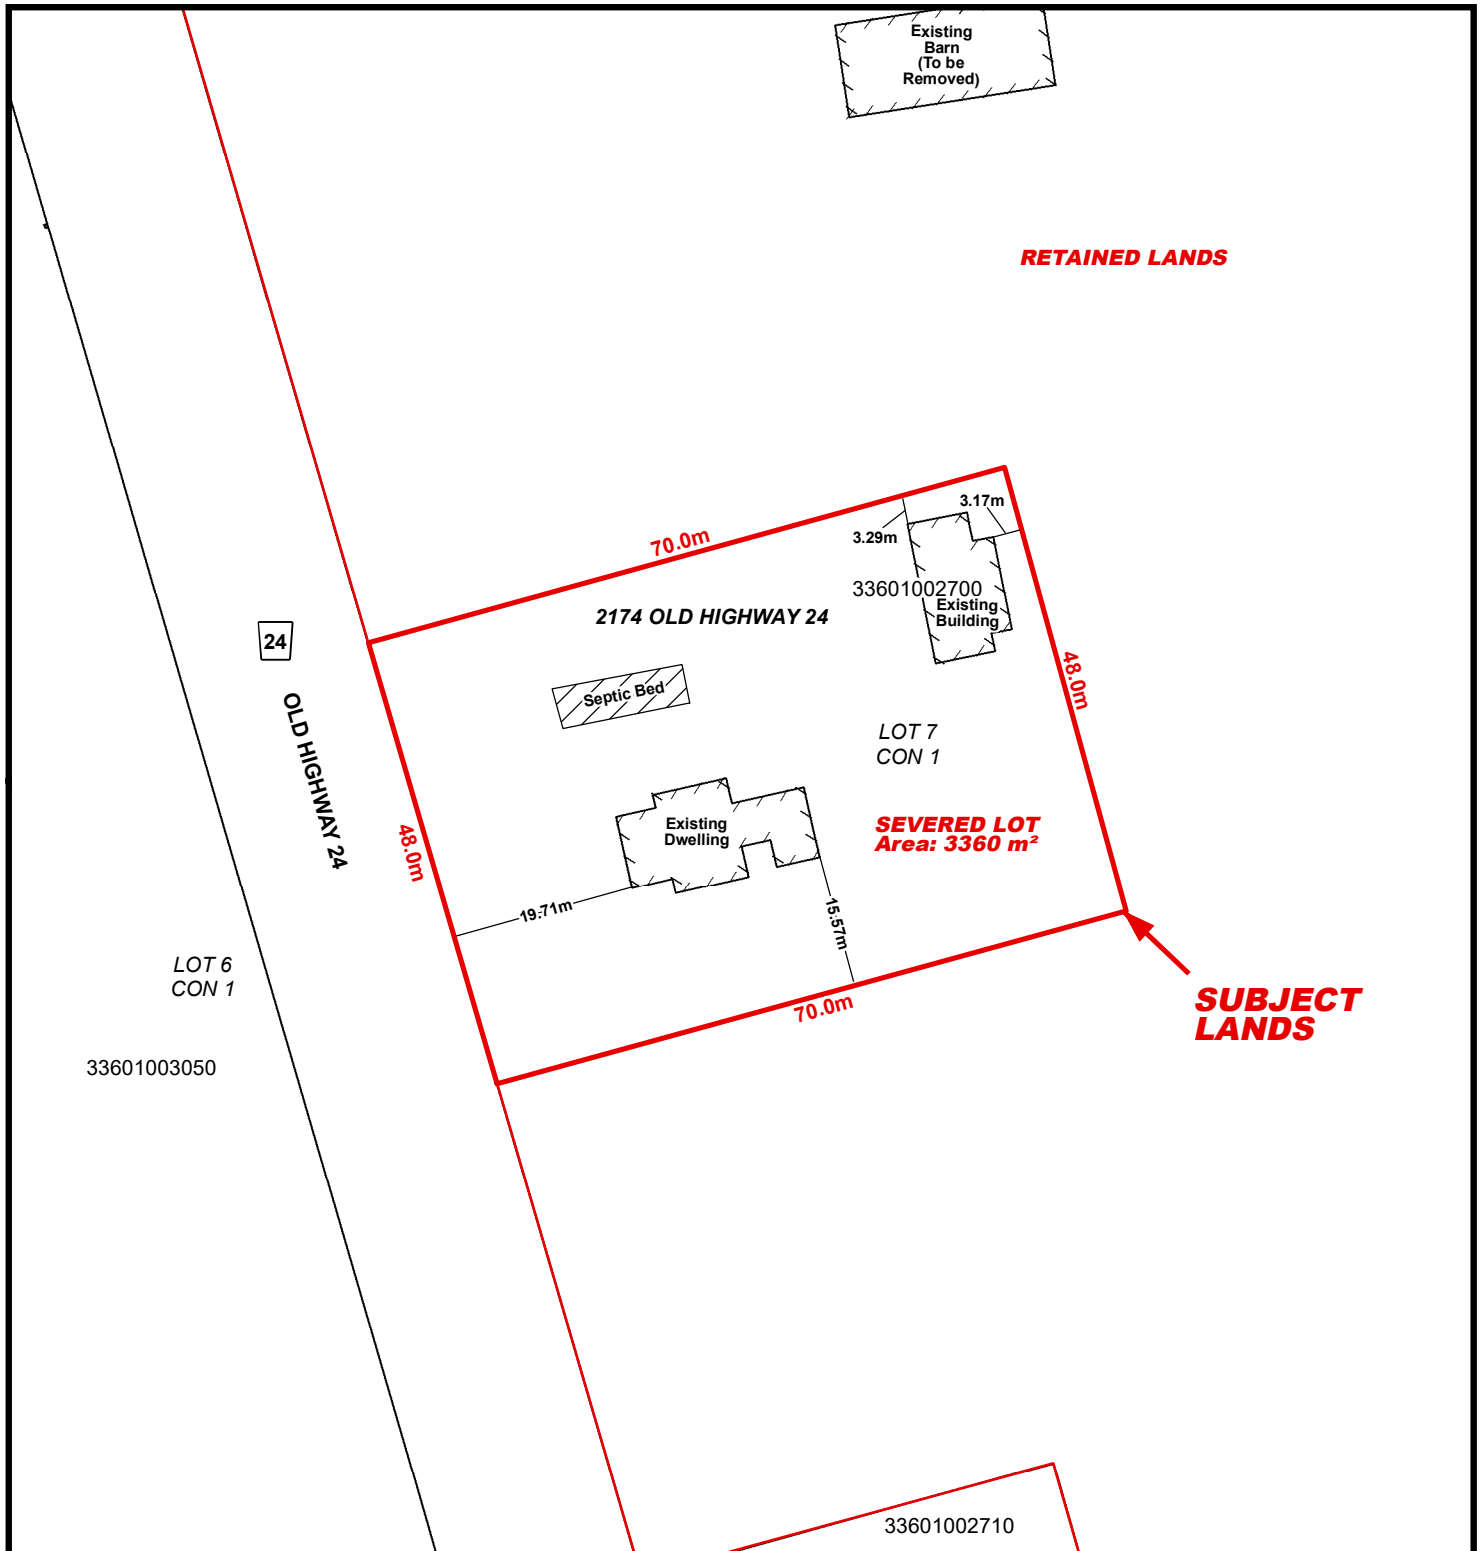 Existing
Barn
(To be
Removed)
RETAINED LANDS
3.17m
70.0m
3.29m
33601002700
2174 OLD HIGHWAY 24
Existing
Building
24
48.0m
Septic Bed
OLD HIGHWAY 24
LOT 7
CON 1
Existing
Dwelling
SEVERED LOT
Area: 3360 m²
48.0m
19.71m
15.57m
LOT 6
CON 1
70.0m
SUBJECT
LANDS
33601003050
33601002710